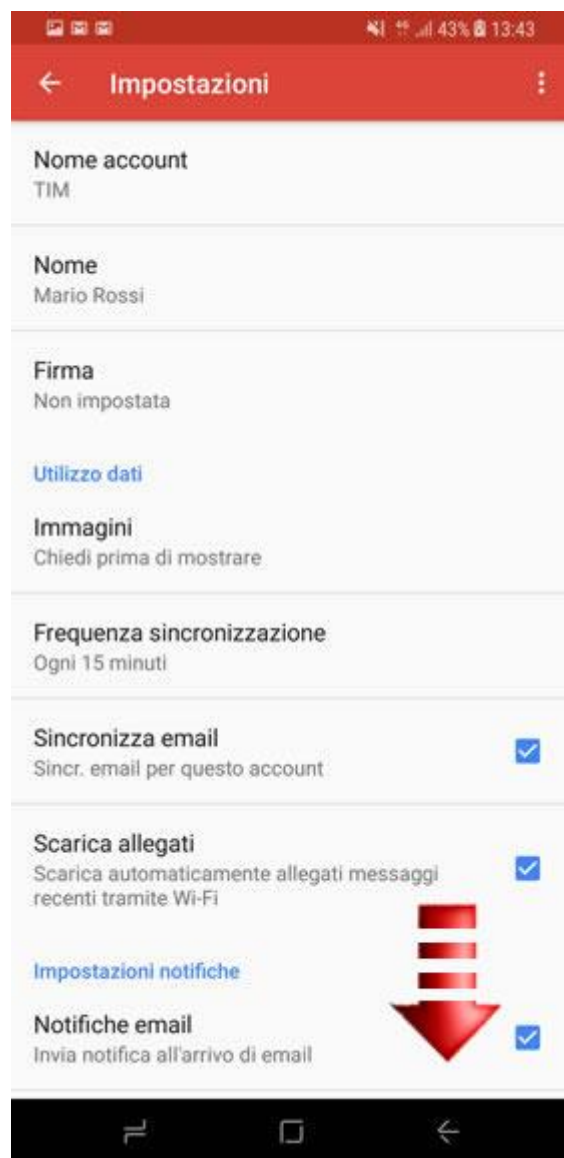 43% 13:43
Impostazioni
Nome account
TIM
Nome
Mario Rossi
Firma
Non impostata
Utilizzo dati
Immagini
Chiedi prima di mostrare
Frequenza sincronizzazione
Ogni 15 minuti
Sincronizza email
Sincr. email per questo account
Scarica allegati
Scarica automaticamente allegati messaggi
recenti tramite Wi-Fi
Impostazioni notifiche
Notifiche email
Invia notifica all'arrivo di email